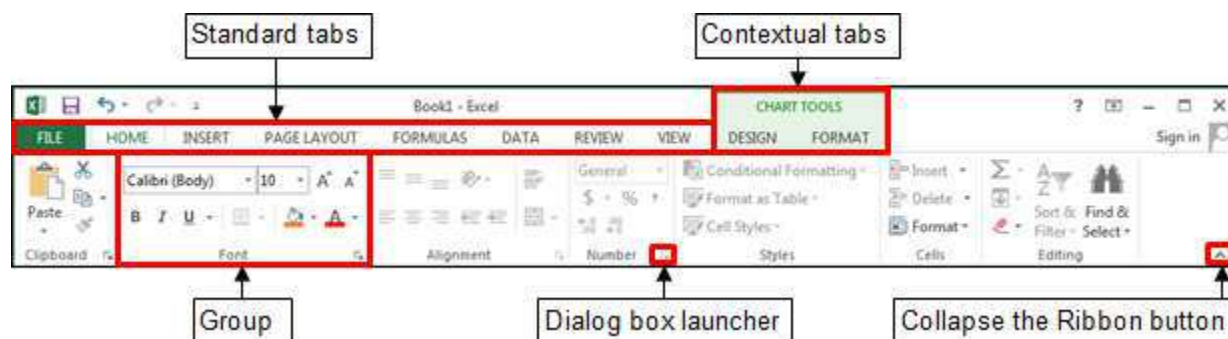 Standard tabs Contextual tabs
Book1 - Excel CHART TOOLS ?
FILE HOME INSERT PAGE LAYOUT FORMULAS DATA REVIEW VIEW DESIGN FORMAT Sign in
Calibri (Body) 10 A A General Conditional Formatting Insert
Paste B I U A $ % , Format as Table Delete Sort & Find &
Cell Styles Format Filter Select
Clipboard Font Alignment Number Styles Cells Editing
Group Dialog box launcher Collapse the Ribbon button